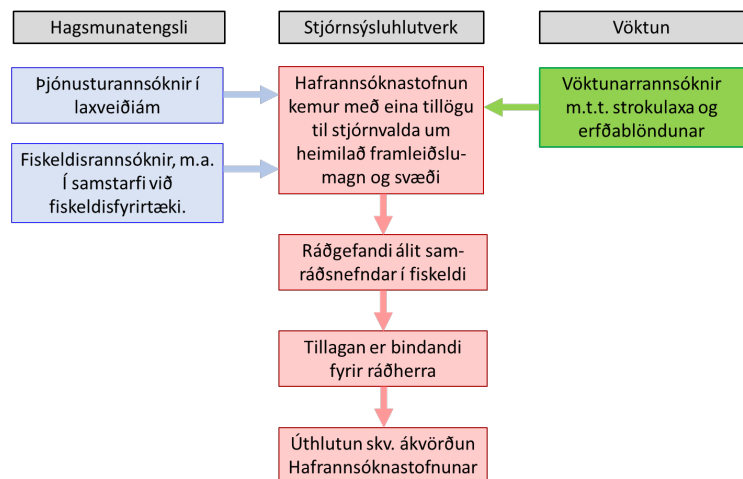 Hagsmunatengsli
Stjórnsýsluhlutverk
Vöktun
Þjónusturannsóknir í
laxveiðiám
Fiskeldisrannsóknir, m.a.
Í samstarfi við
fiskeldisfyrirtæki.
Hafrannsóknastofnun
kemur með eina tillögu
til stjórnvalda um
heimilað framleiðslu-
magn og svæði
Vöktunarrannsóknir
m.t.t. strokulaxa og
erfðablöndunar
Ráðgefandi álit sam-
ráðsnefndar í fiskeldi
Tillagan er bindandi
fyrir ráðherra
Úthlutun skv. ákvörðun
Hafrannsóknastofnunar